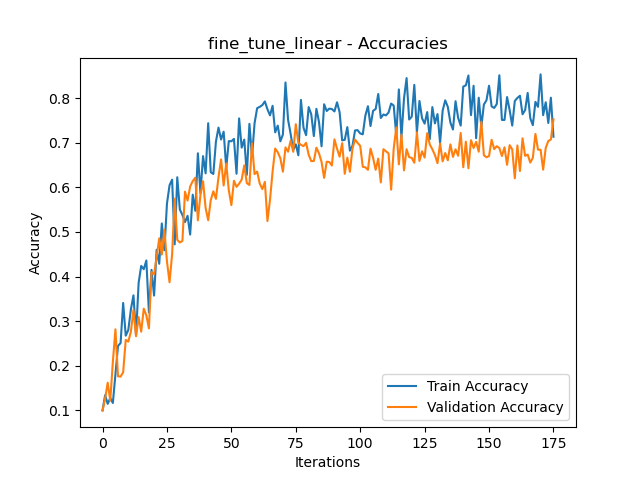 fine_tune_linear - Accuracies
Accuracy
0.8
0.7
0.6
0.5
0.4
0.3
0.2
0.1
Train Accuracy
Validation Accuracy
0 25 50 75 100 125 150 175
Iterations